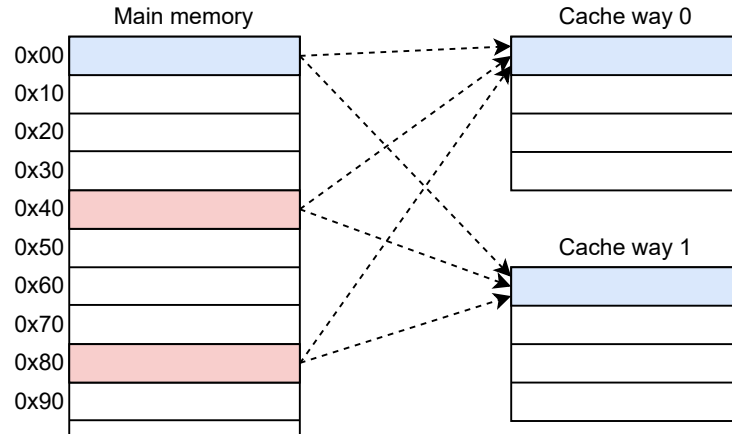 Main memory
0x00
0x10
0x20
0x30
0x40
0x50
0x60
0x70
0x80
0x90
Cache way 0
Cache way 1